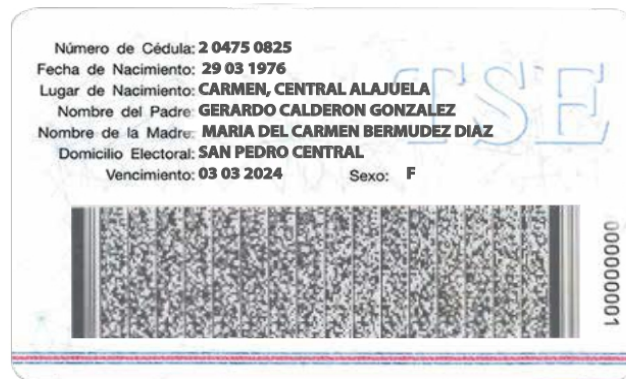 Número de Cédula: 2 0475 0825
Fecha de Nacimiento: 29 03 1976
Lugar de Nacimiento: CARMEN, CENTRAL ALAJUELA
Nombre del Padre: GERARDO CALDERON GONZALEZ
Nombre de la Madre: MARIA DEL CARMEN BERMUDEZ DIAZ
Domicilio Electoral: SAN PEDRO CENTRAL
Vencimiento: 03 03 2024 Sexo: F
TSE
000000001